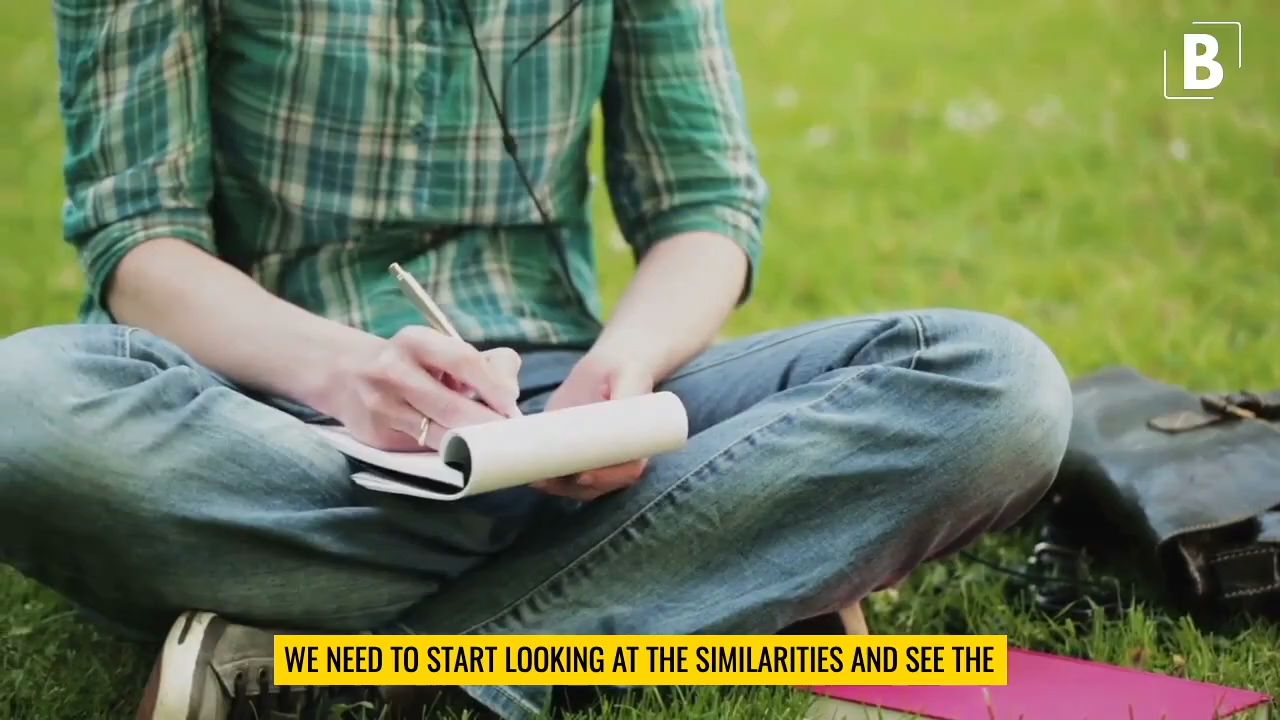 B
WE NEED TO START LOOKING AT THE SIMILARITIES AND SEE THE